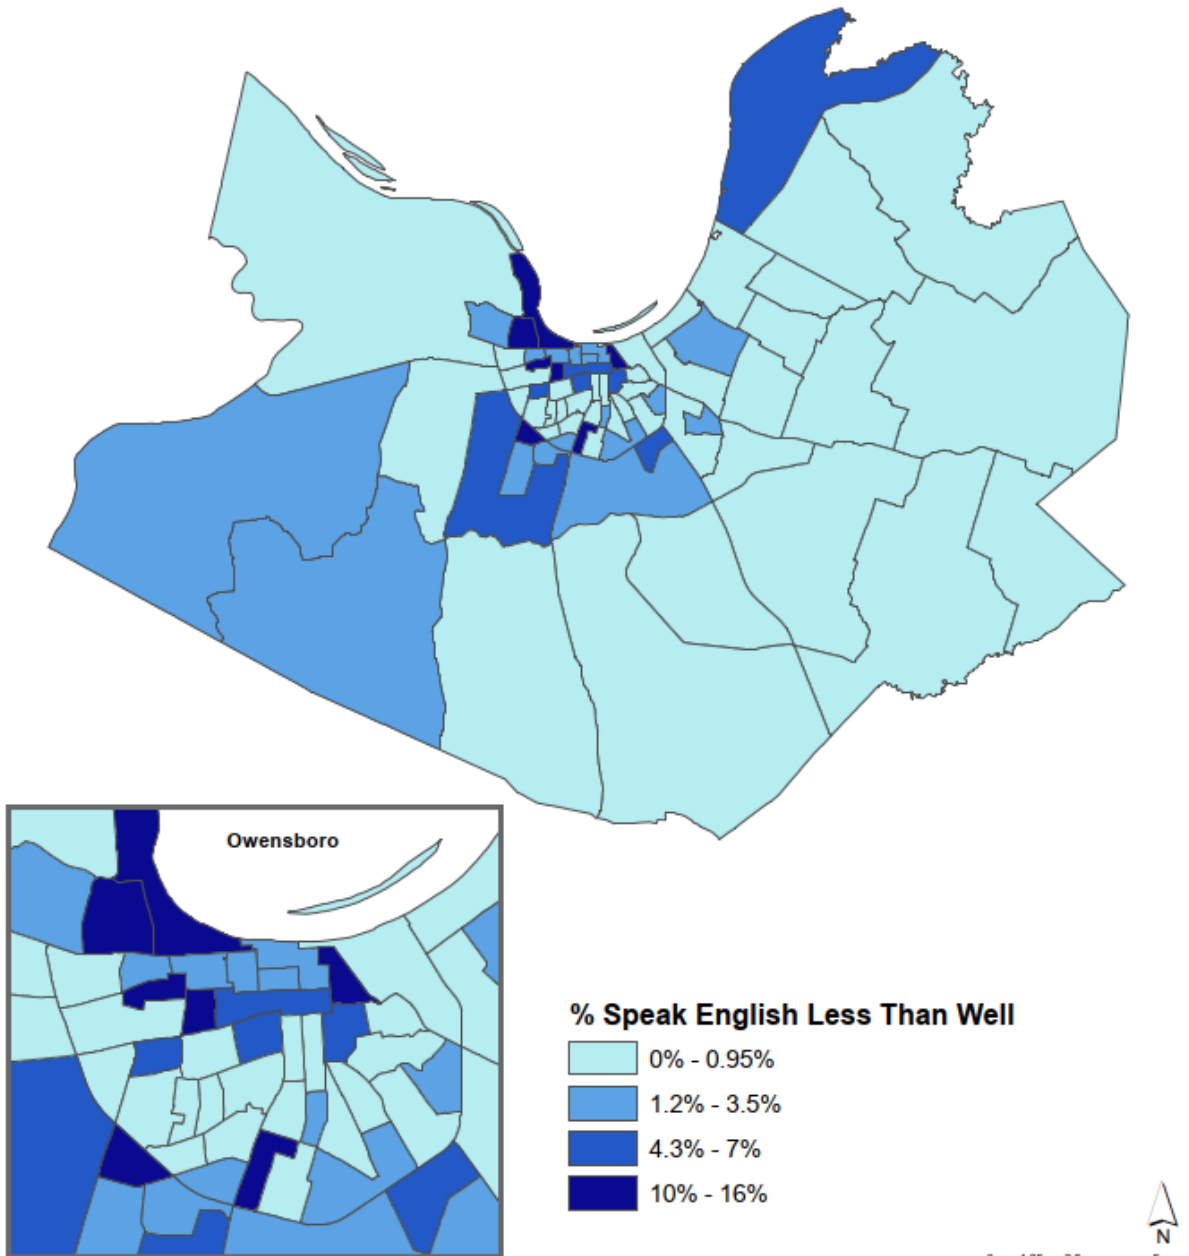 Owensboro
% Speak English Less Than Well
0% - 0.95%
1.2% - 3.5%
4.3% - 7%
10% - 16%
N